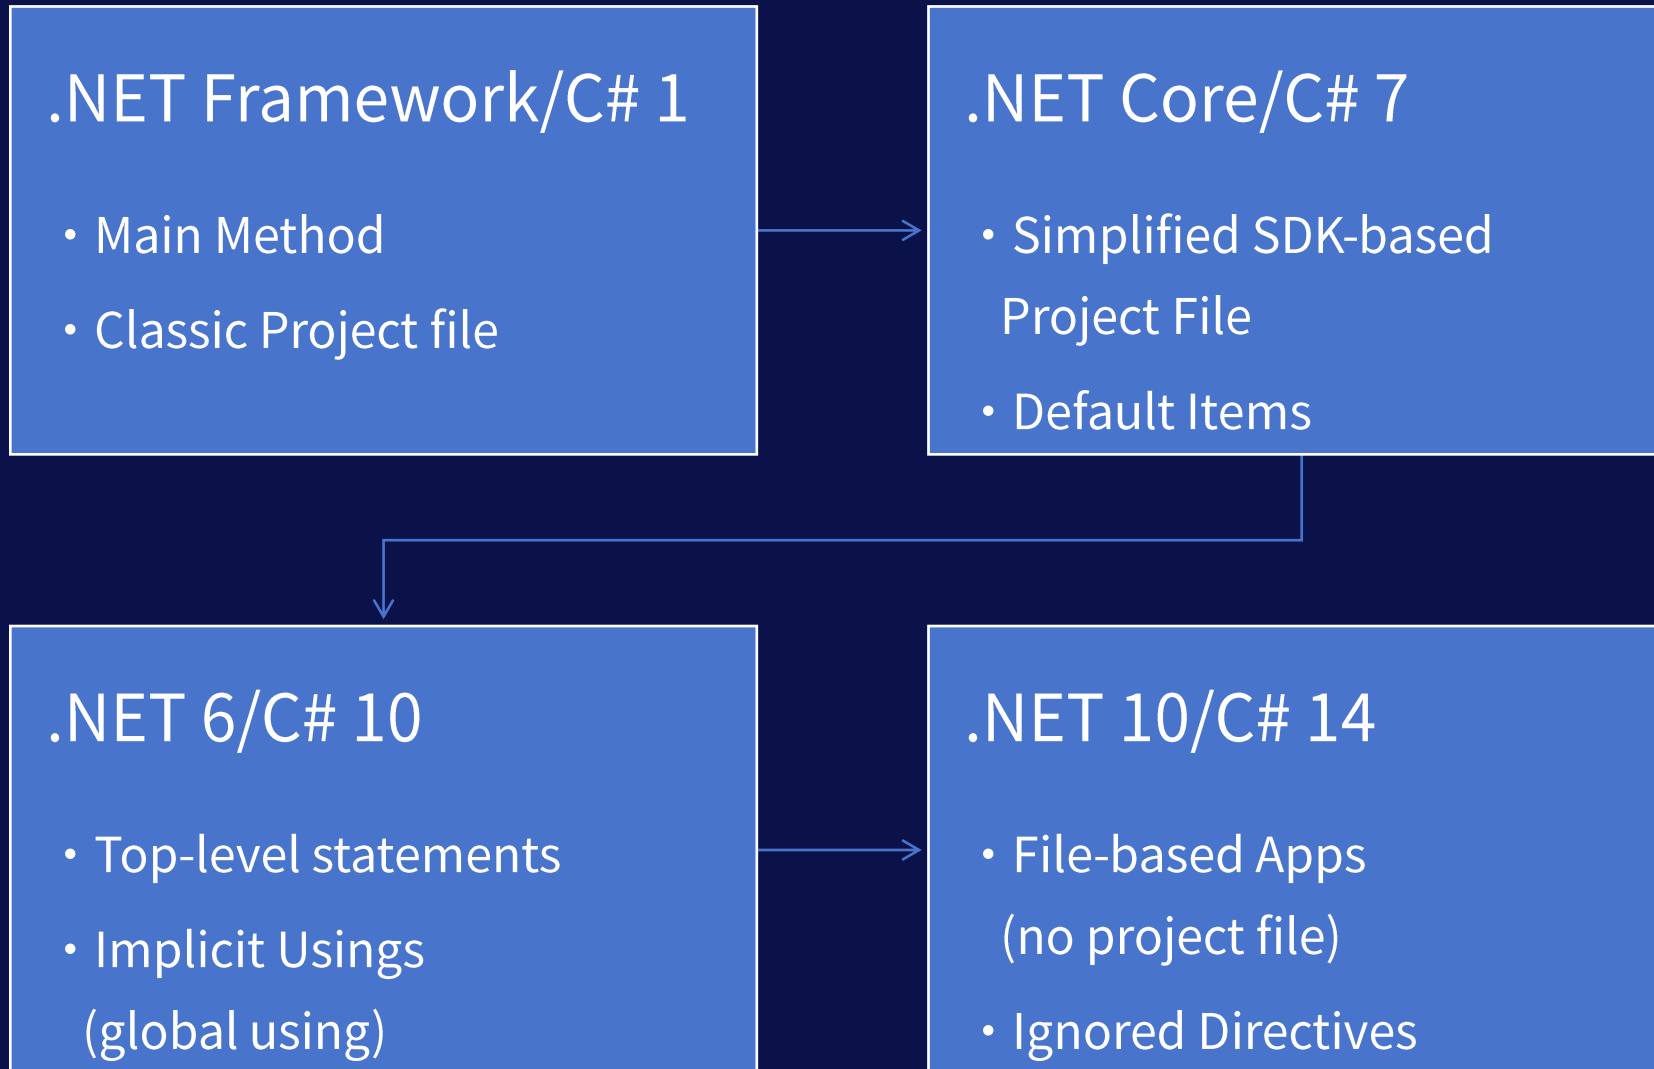 .NET Framework/C# 1
・Main Method
・Classic Project file
.NET Core/C# 7
・Simplified SDK-based
Project File
・Default Items
.NET 6/C# 10
・Top-level statements
・Implicit Usings
(global using)
.NET 10/C# 14
・File-based Apps
(no project file)
・Ignored Directives